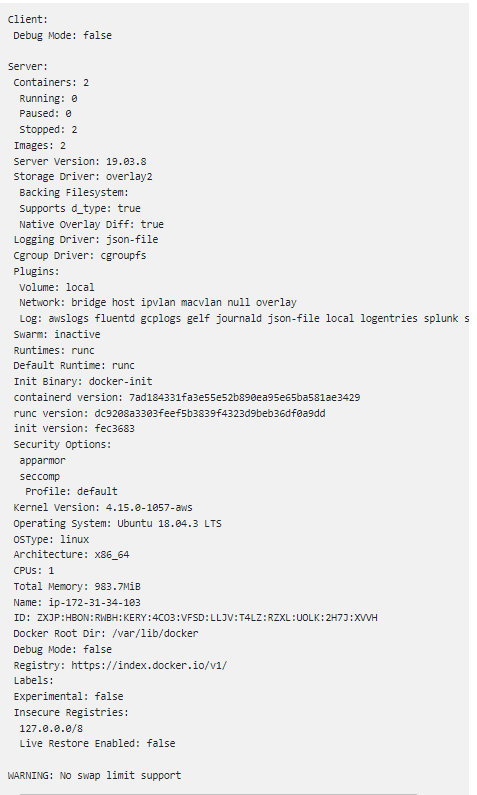 Client:
Debug Mode: false
Server:
Containers: 2
Running: 0
Paused: 0
Stopped: 2
Images: 2
Server Version: 19.03.8
Storage Driver: overlay2
Backing Filesystem:
Supports d_type: true
Native Overlay Diff: true
Logging Driver: json-file
Cgroup Driver: cgroupfs
Plugins:
Volume: local
Network: bridge host ipvlan macvlan null overlay
Log: awslogs fluentd gcplogs gelf journald json-file local logentries splunk s
Swarm: inactive
Runtimes: runc
Default Runtime: runc
Init Binary: docker-init
containerd version: 7ad184331fa3e55e52b890ea95e65ba581ae3429
runc version: dc9208a3303feef5b3839f4323d9beb36df0a9dd
init version: fec3683
Security Options:
apparmor
seccomp
Profile: default
Kernel Version: 4.15.0-1057-aws
Operating System: Ubuntu 18.04.3 LTS
OSType: linux
Architecture: x86_64
CPUs: 1
Total Memory: 983.7MiB
Name: ip-172-31-34-103
ID: ZXJP:HBON:RWBH:KERY:4CO3:VFSD:LLJV:T4LZ:RZXL:UOLK:2H7J:XVVH
Docker Root Dir: /var/lib/docker
Debug Mode: false
Registry: https://index.docker.io/v1/
Labels:
Experimental: false
Insecure Registries:
127.0.0.0/8
Live Restore Enabled: false
WARNING: No swap limit support